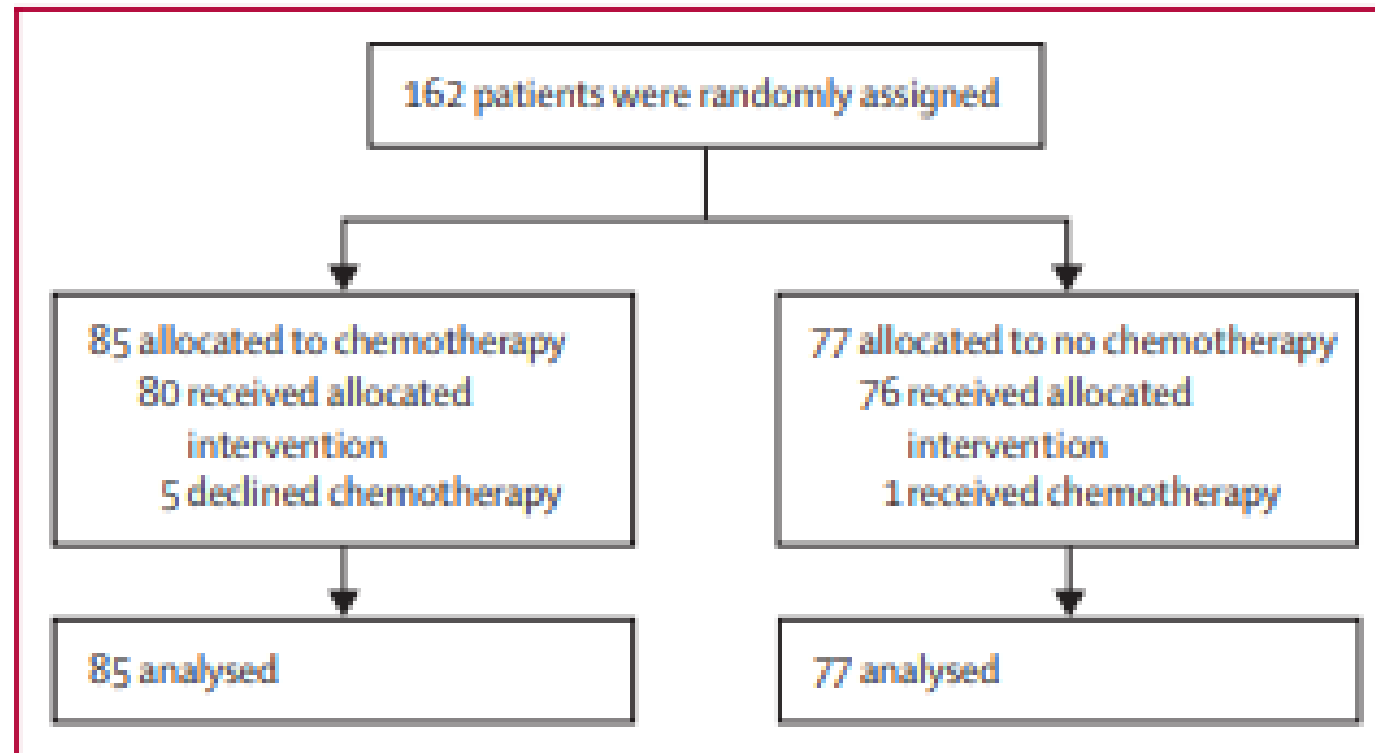 162 patients were randomly assigned
85 allocated to chemotherapy
80 received allocated
intervention
5 declined chemotherapy
77 allocated to no chemotherapy
76 received allocated
intervention
1 received chemotherapy
85 analysed
77 analysed